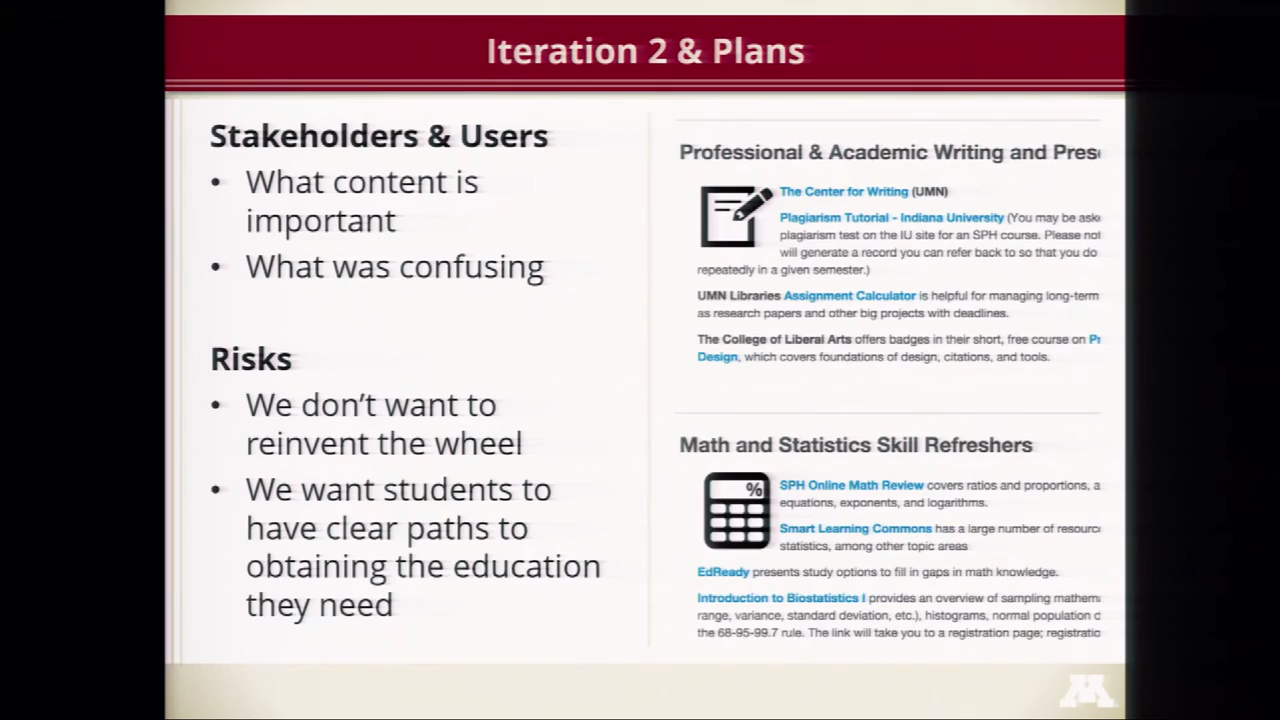 Iteration 2 & Plans
Stakeholders & Users
• What content is
important
• What was confusing
Risks
• We don't want to
reinvent the wheel
• We want students to
have clear paths to
obtaining the education
they need
Professional & Academic Writing and Pres
The Center for Writing (UMN)
Plagiarism Tutorial - Indiana University (You may be aske
plagiarism test on the IU site for an SPH course. Please not
will generate a record you can refer back to so that you do
repeatedly in a given semester.)
UMN Libraries Assignment Calculator is helpful for managing long-term
as research papers and other big projects with deadlines.
The College of Liberal Arts offers badges in their short, free course on Pr
Design, which covers foundations of design, citations, and tools.
Math and Statistics Skill Refreshers
%
SPH Online Math Review covers ratios and proportions, a
equations, exponents, and logarithms.
Smart Learning Commons has a large number of resourc
statistics, among other topic areas
EdReady presents study options to fill in gaps in math knowledge.
Introduction to Biostatistics I provides an overview of sampling mathem
range, variance, standard deviation, etc.), histograms, normal population d
the 68-95-99.7 rule. The link will take you to a registration page; registratio
M